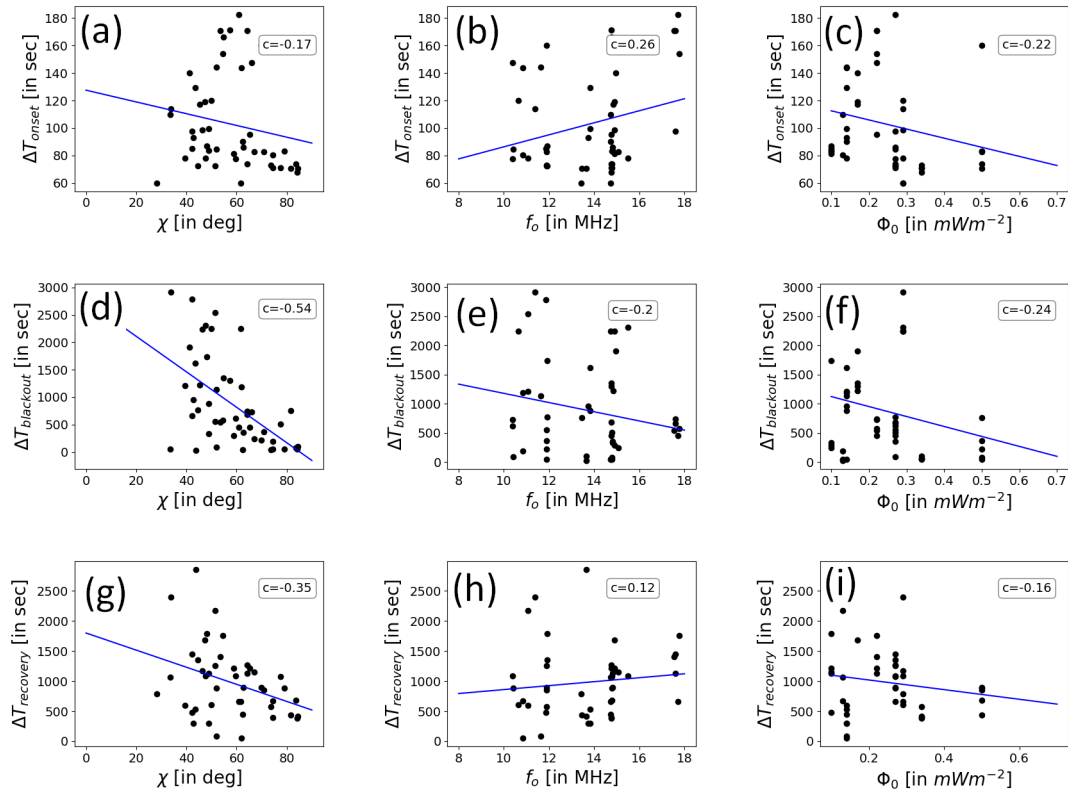 (a)
c=-0.17
180
160
140
120
100
80
60
ΔT_onset [in sec]
0 20 40 60 80
χ [in deg]
(b)
c=0.26
180
160
140
120
100
80
60
ΔT_onset [in sec]
8 10 12 14 16 18
f_o [in MHz]
(c)
c=-0.22
180
160
140
120
100
80
60
ΔT_onset [in sec]
0.1 0.2 0.3 0.4 0.5 0.6 0.7
Φ_0 [in mWm^-2]
(d)
c=-0.54
3000
2500
2000
1500
1000
500
0
ΔT_blackout [in sec]
0 20 40 60 80
χ [in deg]
(e)
c=-0.2
3000
2500
2000
1500
1000
500
0
ΔT_blackout [in sec]
8 10 12 14 16 18
f_o [in MHz]
(f)
c=-0.24
3000
2500
2000
1500
1000
500
0
ΔT_blackout [in sec]
0.1 0.2 0.3 0.4 0.5 0.6 0.7
Φ_0 [in mWm^-2]
(g)
c=-0.35
2500
2000
1500
1000
500
0
ΔT_recovery [in sec]
0 20 40 60 80
χ [in deg]
(h)
c=0.12
2500
2000
1500
1000
500
0
ΔT_recovery [in sec]
8 10 12 14 16 18
f_o [in MHz]
(i)
c=-0.16
2500
2000
1500
1000
500
0
ΔT_recovery [in sec]
0.2 0.4 0.6
Φ_0 [in mWm^-2]